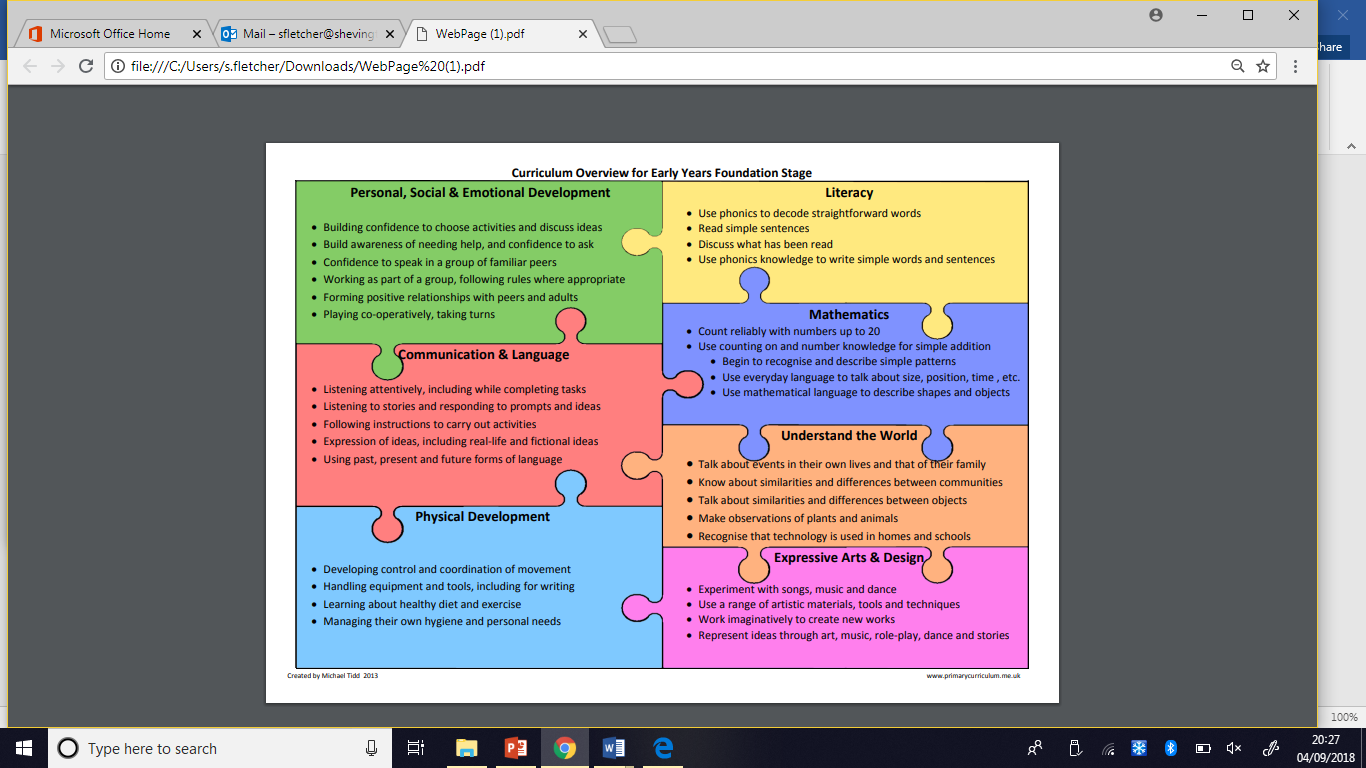 Microsoft Office Home
Mail – sfletcher@sheving
WebPage (1).pdf
hare
file:///C:/Users/s.fletcher/Downloads/WebPage%20(1).pdf
Curriculum Overview for Early Years Foundation Stage
Personal, Social & Emotional Development
• Building confidence to choose activities and discuss ideas
• Build awareness of needing help, and confidence to ask
• Confidence to speak in a group of familiar peers
• Working as part of a group, following rules where appropriate
• Forming positive relationships with peers and adults
• Playing co-operatively, taking turns
Communication & Language
• Listening attentively, including while completing tasks
• Listening to stories and responding to prompts and ideas
• Following instructions to carry out activities
• Expression of ideas, including real-life and fictional ideas
• Using past, present and future forms of language
Physical Development
• Developing control and coordination of movement
• Handling equipment and tools, including for writing
• Learning about healthy diet and exercise
• Managing their own hygiene and personal needs
Literacy
• Use phonics to decode straightforward words
• Read simple sentences
• Discuss what has been read
• Use phonics knowledge to write simple words and sentences
Mathematics
• Count reliably with numbers up to 20
• Use counting on and number knowledge for simple addition
• Begin to recognise and describe simple patterns
• Use everyday language to talk about size, position, time , etc.
• Use mathematical language to describe shapes and objects
Understand the World
• Talk about events in their own lives and that of their family
• Know about similarities and differences between communities
• Talk about similarities and differences between objects
• Make observations of plants and animals
• Recognise that technology is used in homes and schools
Expressive Arts & Design
• Experiment with songs, music and dance
• Use a range of artistic materials, tools and techniques
• Work imaginatively to create new works
• Represent ideas through art, music, role-play, dance and stories
Created by Michael Tidd 2013
www.primarycurriculum.me.uk
100%
Type here to search
20:27
04/09/2018